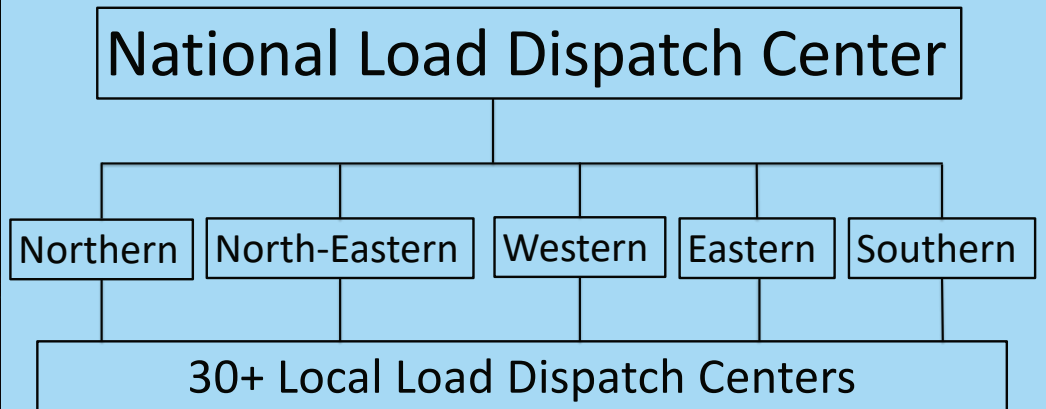 National Load Dispatch Center
Northern
North-Eastern
Western
Eastern
Southern
30+ Local Load Dispatch Centers